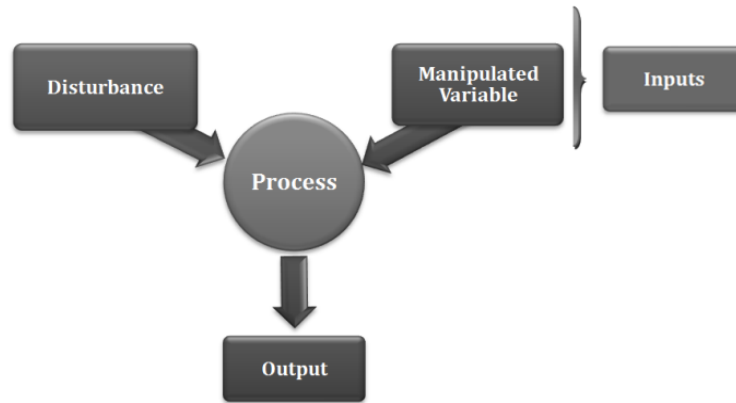 Disturbance
Manipulated
Variable
Inputs
Process
Output